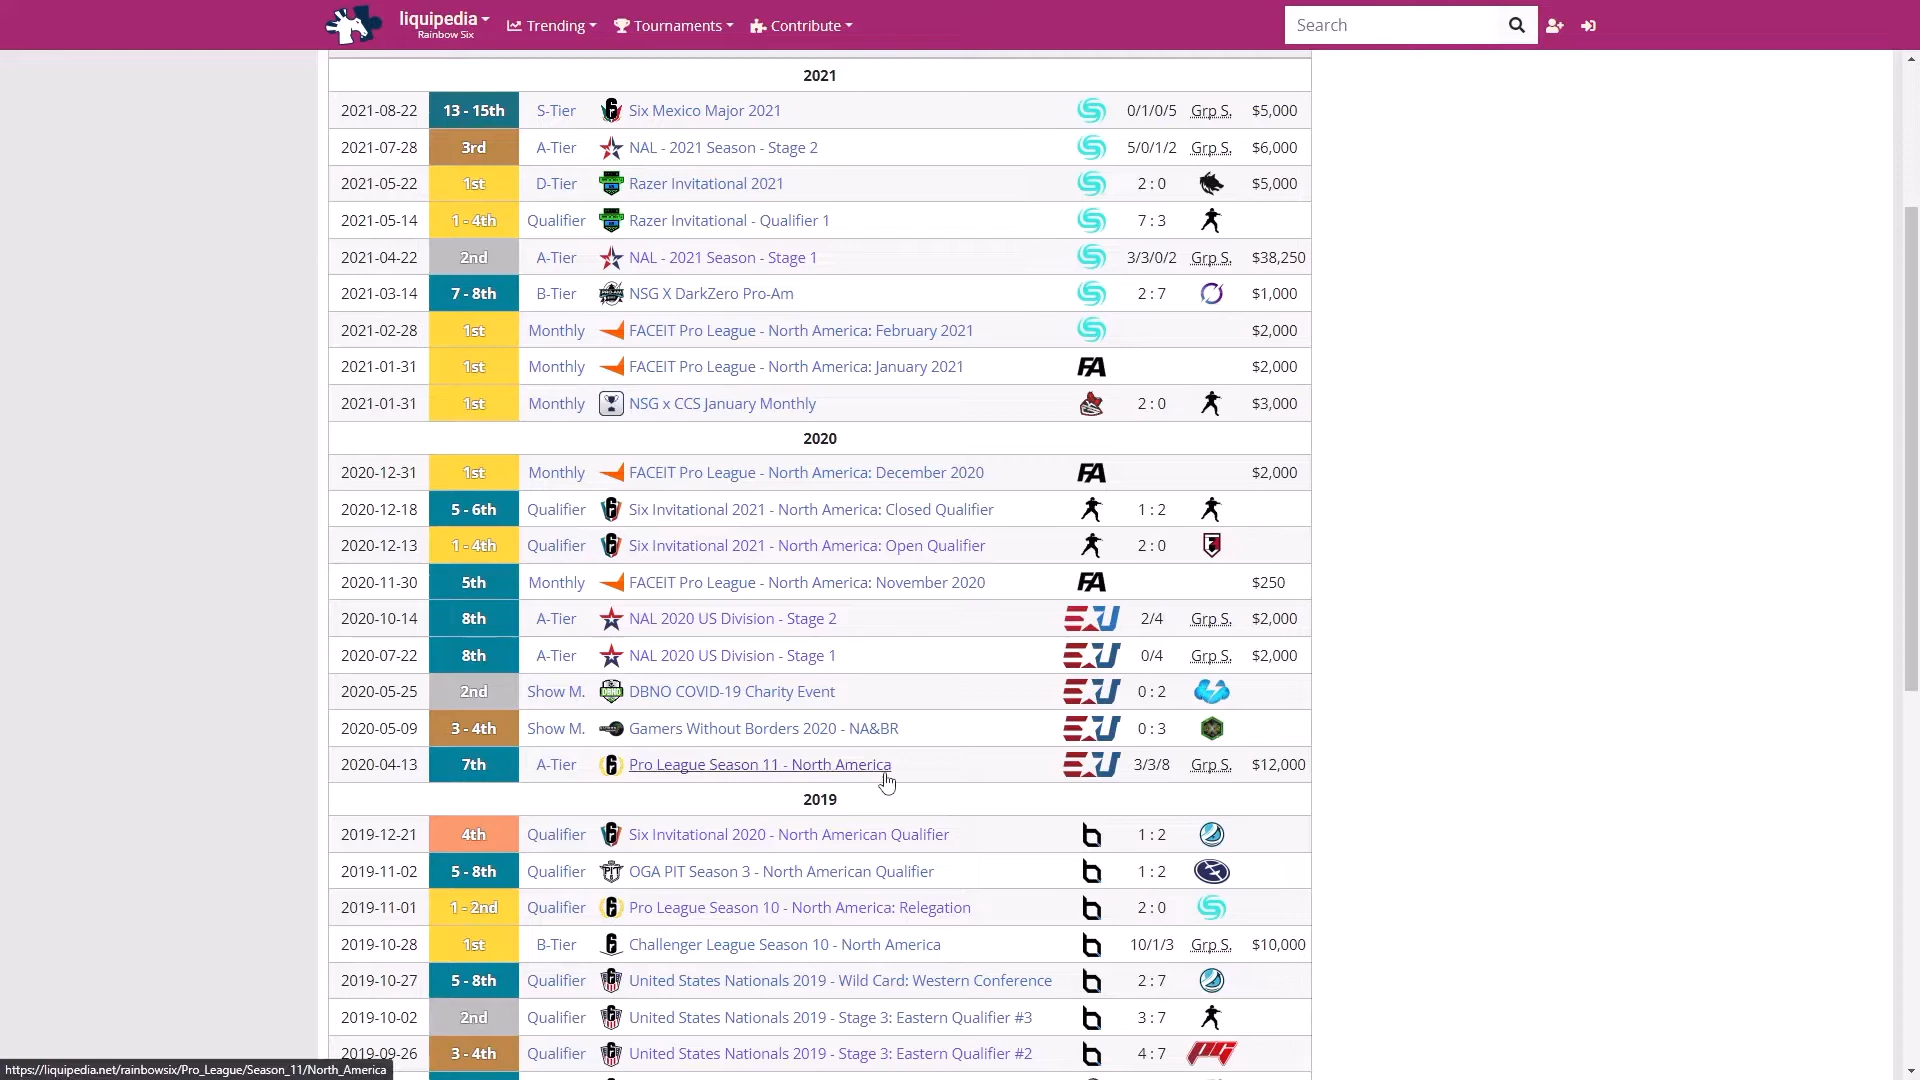 liquipedia
Rainbow Six
Trending
Tournaments
Contribute
Search
2021
2021-08-22 13 - 15th S-Tier Six Mexico Major 2021 0/1/0/5 Grp S. $5,000
2021-07-28 3rd A-Tier NAL - 2021 Season - Stage 2 5/0/1/2 Grp S. $6,000
2021-05-22 1st D-Tier Razer Invitational 2021 2 : 0 $5,000
2021-05-14 1 - 4th Qualifier Razer Invitational - Qualifier 1 7 : 3
2021-04-22 2nd A-Tier NAL - 2021 Season - Stage 1 3/3/0/2 Grp S. $38,250
2021-03-14 7 - 8th B-Tier NSG X DarkZero Pro-Am 2 : 7 $1,000
2021-02-28 1st Monthly FACEIT Pro League - North America: February 2021 $2,000
2021-01-31 1st Monthly FACEIT Pro League - North America: January 2021 FA $2,000
2021-01-31 1st Monthly NSG x CCS January Monthly 2 : 0 $3,000
2020
2020-12-31 1st Monthly FACEIT Pro League - North America: December 2020 FA $2,000
2020-12-18 5 - 6th Qualifier Six Invitational 2021 - North America: Closed Qualifier 1 : 2
2020-12-13 1 - 4th Qualifier Six Invitational 2021 - North America: Open Qualifier 2 : 0
2020-11-30 5th Monthly FACEIT Pro League - North America: November 2020 FA $250
2020-10-14 8th A-Tier NAL 2020 US Division - Stage 2 EU 2/4 Grp S. $2,000
2020-07-22 8th A-Tier NAL 2020 US Division - Stage 1 EU 0/4 Grp S. $2,000
2020-05-25 2nd Show M. DBNO COVID-19 Charity Event EU 0 : 2
2020-05-09 3 - 4th Show M. Gamers Without Borders 2020 - NA&BR EU 0 : 3
2020-04-13 7th A-Tier Pro League Season 11 - North America EU 3/3/8 Grp S. $12,000
2019
2019-12-21 4th Qualifier Six Invitational 2020 - North American Qualifier 1 : 2
2019-11-02 5 - 8th Qualifier OGA PIT Season 3 - North American Qualifier 1 : 2
2019-11-01 1 - 2nd Qualifier Pro League Season 10 - North America: Relegation 2 : 0
2019-10-28 1st B-Tier Challenger League Season 10 - North America 10/1/3 Grp S. $10,000
2019-10-27 5 - 8th Qualifier United States Nationals 2019 - Wild Card: Western Conference 2 : 7
2019-10-02 2nd Qualifier United States Nationals 2019 - Stage 3: Eastern Qualifier #3 3 : 7
2019-09-26 3 - 4th Qualifier United States Nationals 2019 - Stage 3: Eastern Qualifier #2 4 : 7
https://liquipedia.net/rainbowsix/Pro_League/Season_11/North_America